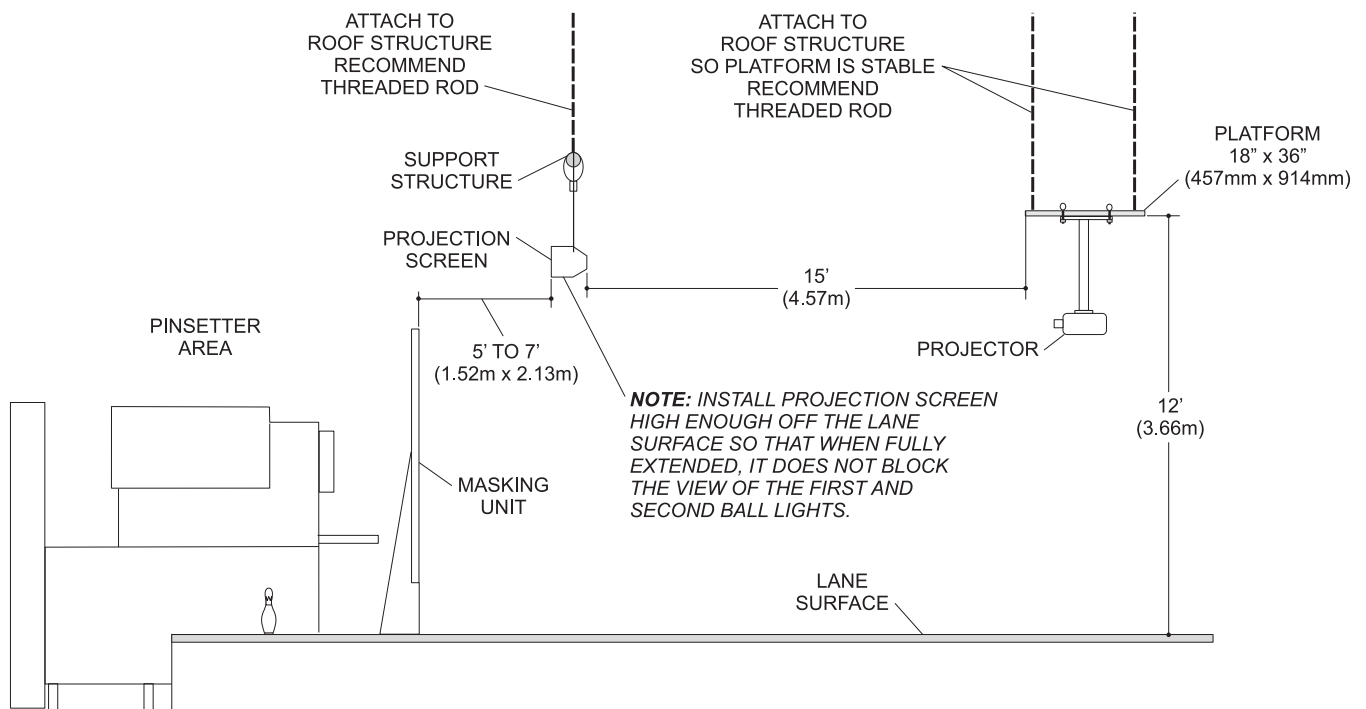 ATTACH TO
ROOF STRUCTURE
RECOMMEND
THREADED ROD
ATTACH TO
ROOF STRUCTURE
SO PLATFORM IS STABLE
RECOMMEND
THREADED ROD
PLATFORM
18” x 36”
(457mm x 914mm)
SUPPORT
STRUCTURE
PROJECTION
SCREEN
15’
(4.57m)
PINSETTER
AREA
5’ TO 7’
(1.52m x 2.13m)
PROJECTOR
NOTE: INSTALL PROJECTION SCREEN
HIGH ENOUGH OFF THE LANE
SURFACE SO THAT WHEN FULLY
EXTENDED, IT DOES NOT BLOCK
THE VIEW OF THE FIRST AND
SECOND BALL LIGHTS.
12’
(3.66m)
MASKING
UNIT
LANE
SURFACE